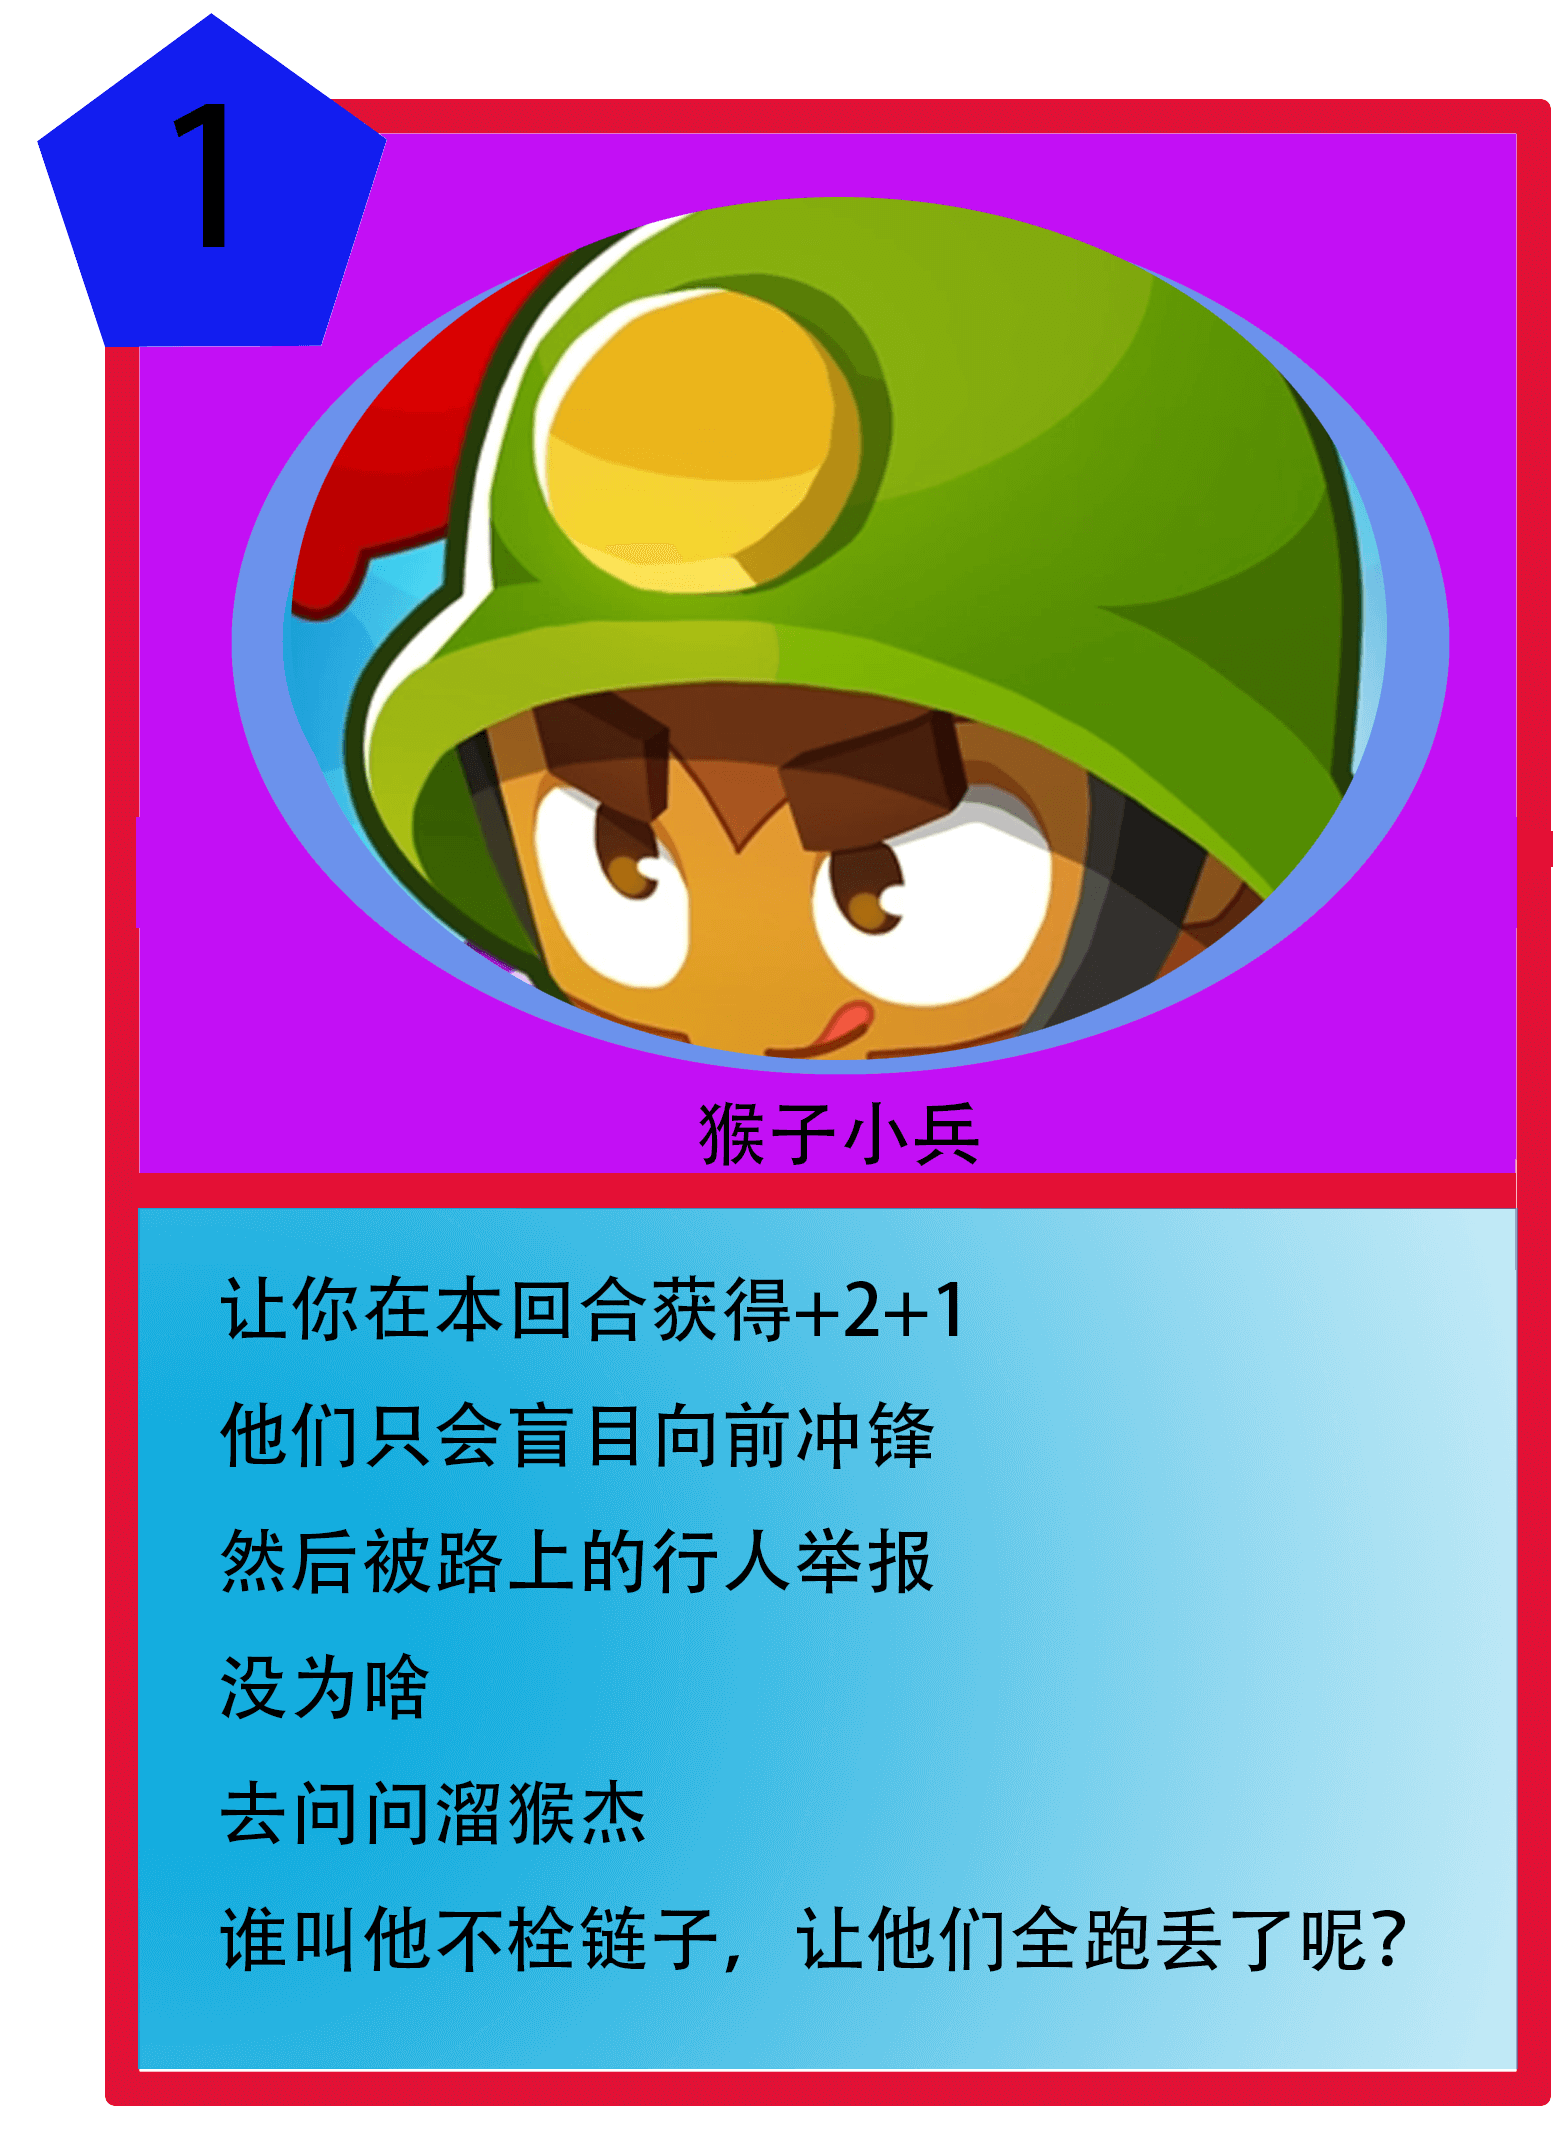 1
猴子小兵
让你在本回合获得+2+1
他们只会盲目向前冲锋
然后被路上的行人举报
没为啥
去问问溜猴杰
谁叫他不栓链子，让他们全跑丢了呢？